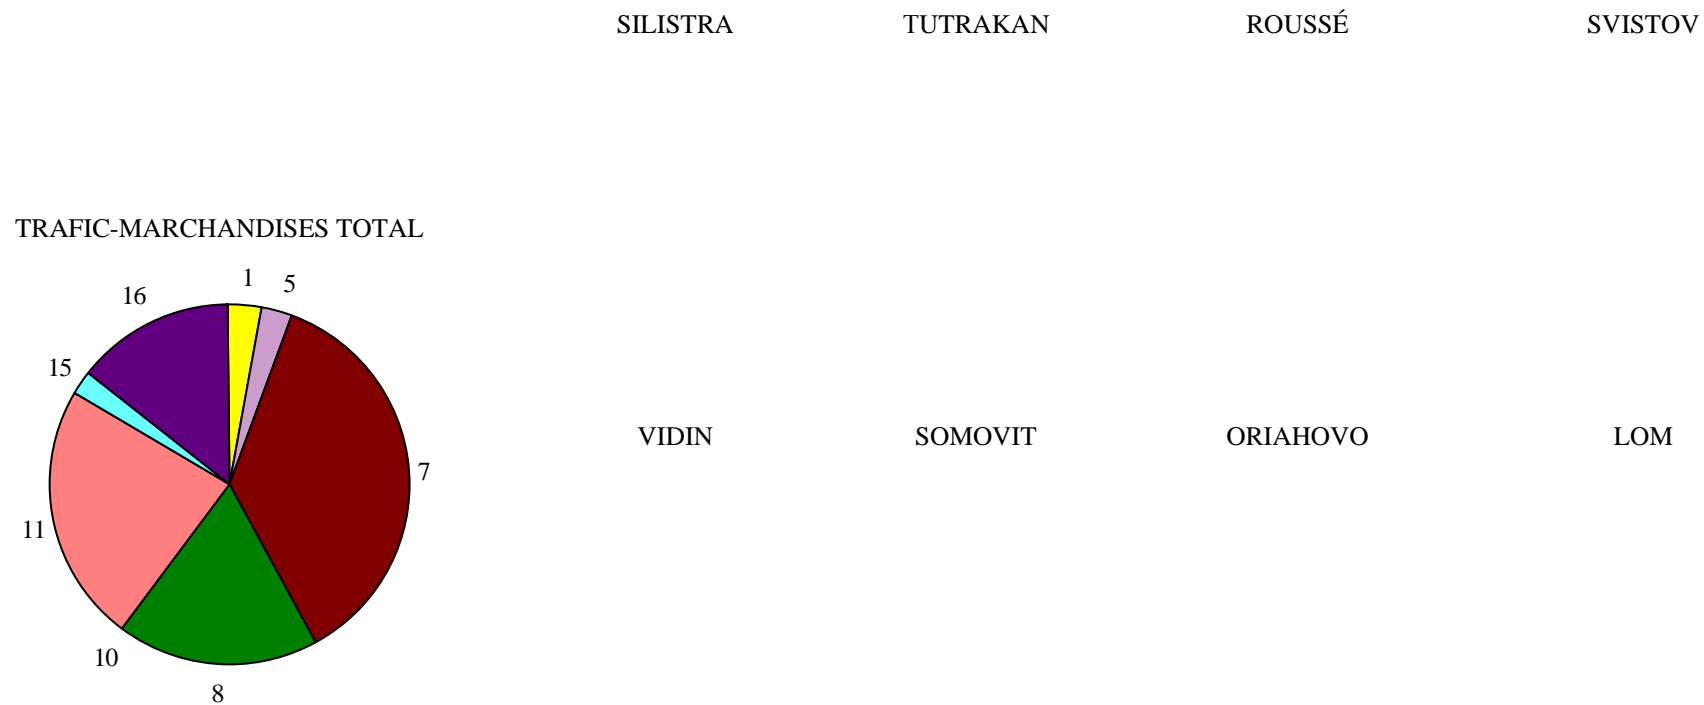 SILISTRA TUTRAKAN ROUSSÉ SVISTOV
TRAFIC-MARCHANDISES TOTAL
1
5
16
15
7
11
10
8
VIDIN SOMOVIT ORIAHOVO LOM